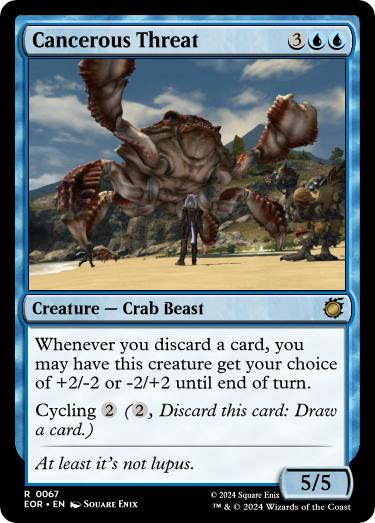 Cancerous Threat 3
Creature — Crab Beast
Whenever you discard a card, you
may have this creature get your choice
of +2/-2 or -2/+2 until end of turn.
Cycling 2 (2, Discard this card: Draw
a card.)
At least it's not lupus.
5/5
R 0067
EOR • EN SQUARE ENIX
© 2024 Square Enix
™ & © 2024 Wizards of the Coast